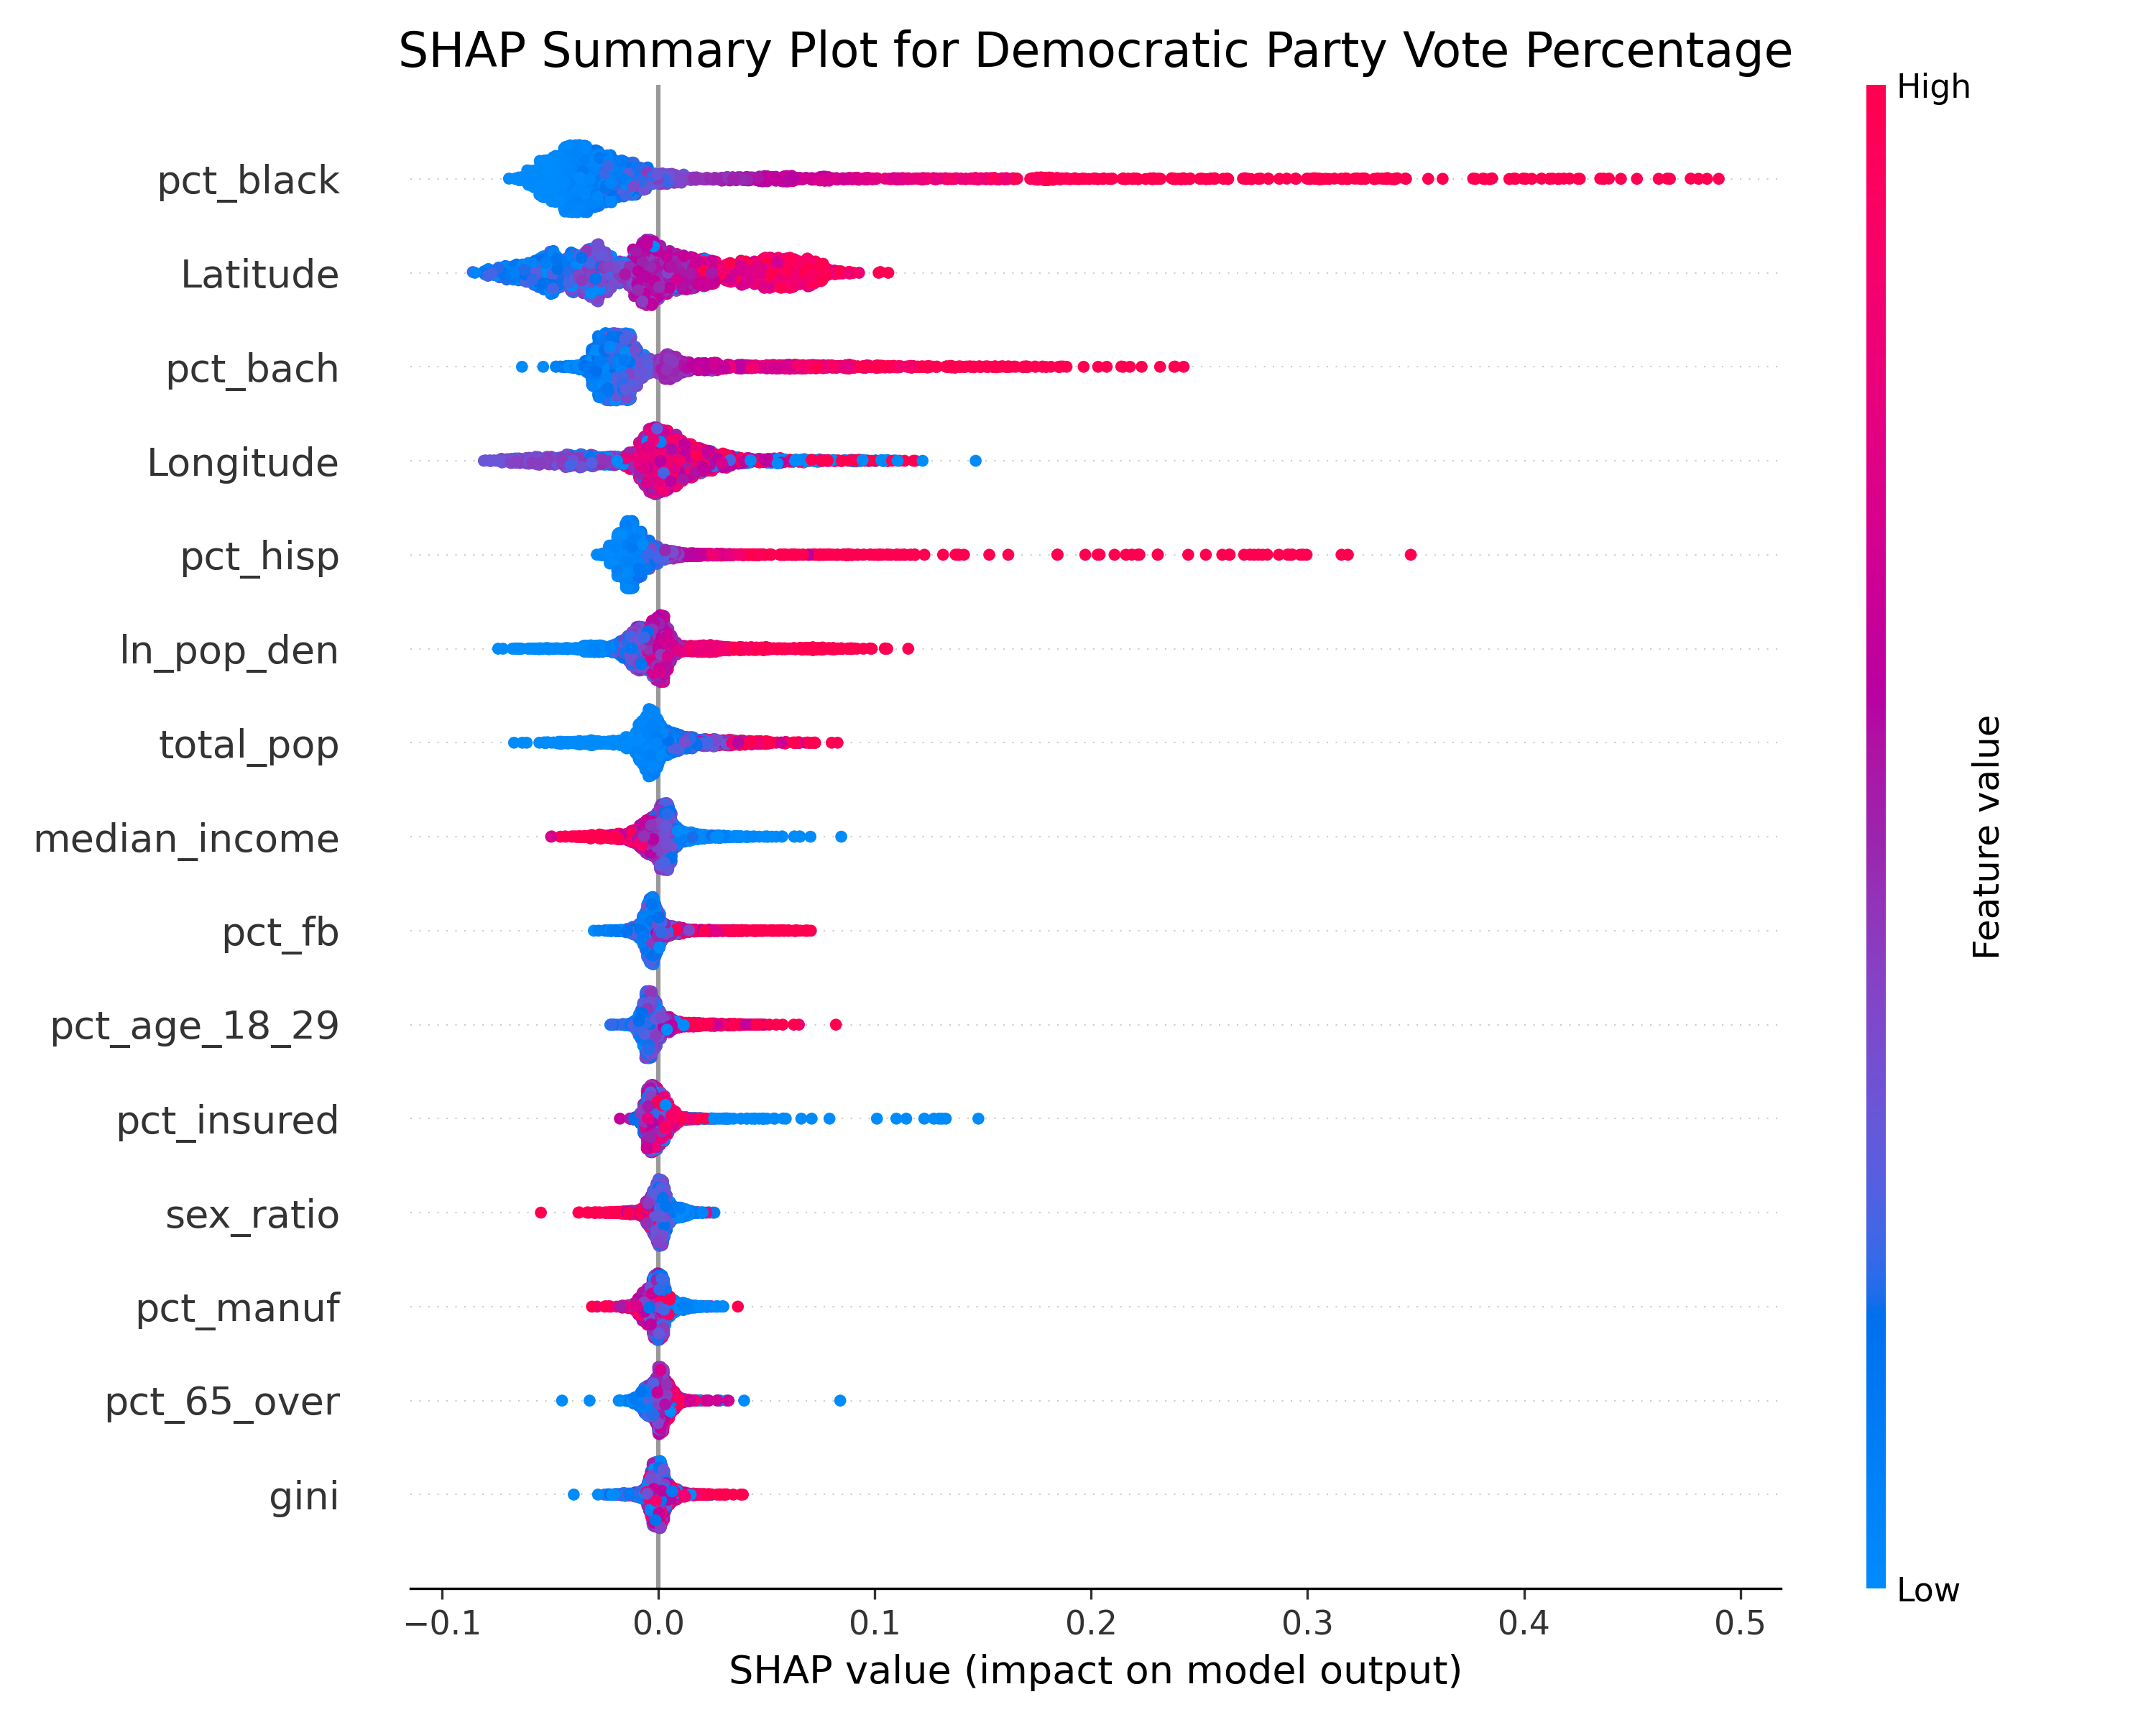 SHAP Summary Plot for Democratic Party Vote Percentage
High
pct_black
Latitude
pct_bach
Longitude
pct_hisp
ln_pop_den
total_pop
median_income
pct_fb
pct_age_18_29
pct_insured
sex_ratio
pct_manuf
pct_65_over
gini
Feature value
Low
−0.1 0.0 0.1 0.2 0.3 0.4 0.5
SHAP value (impact on model output)